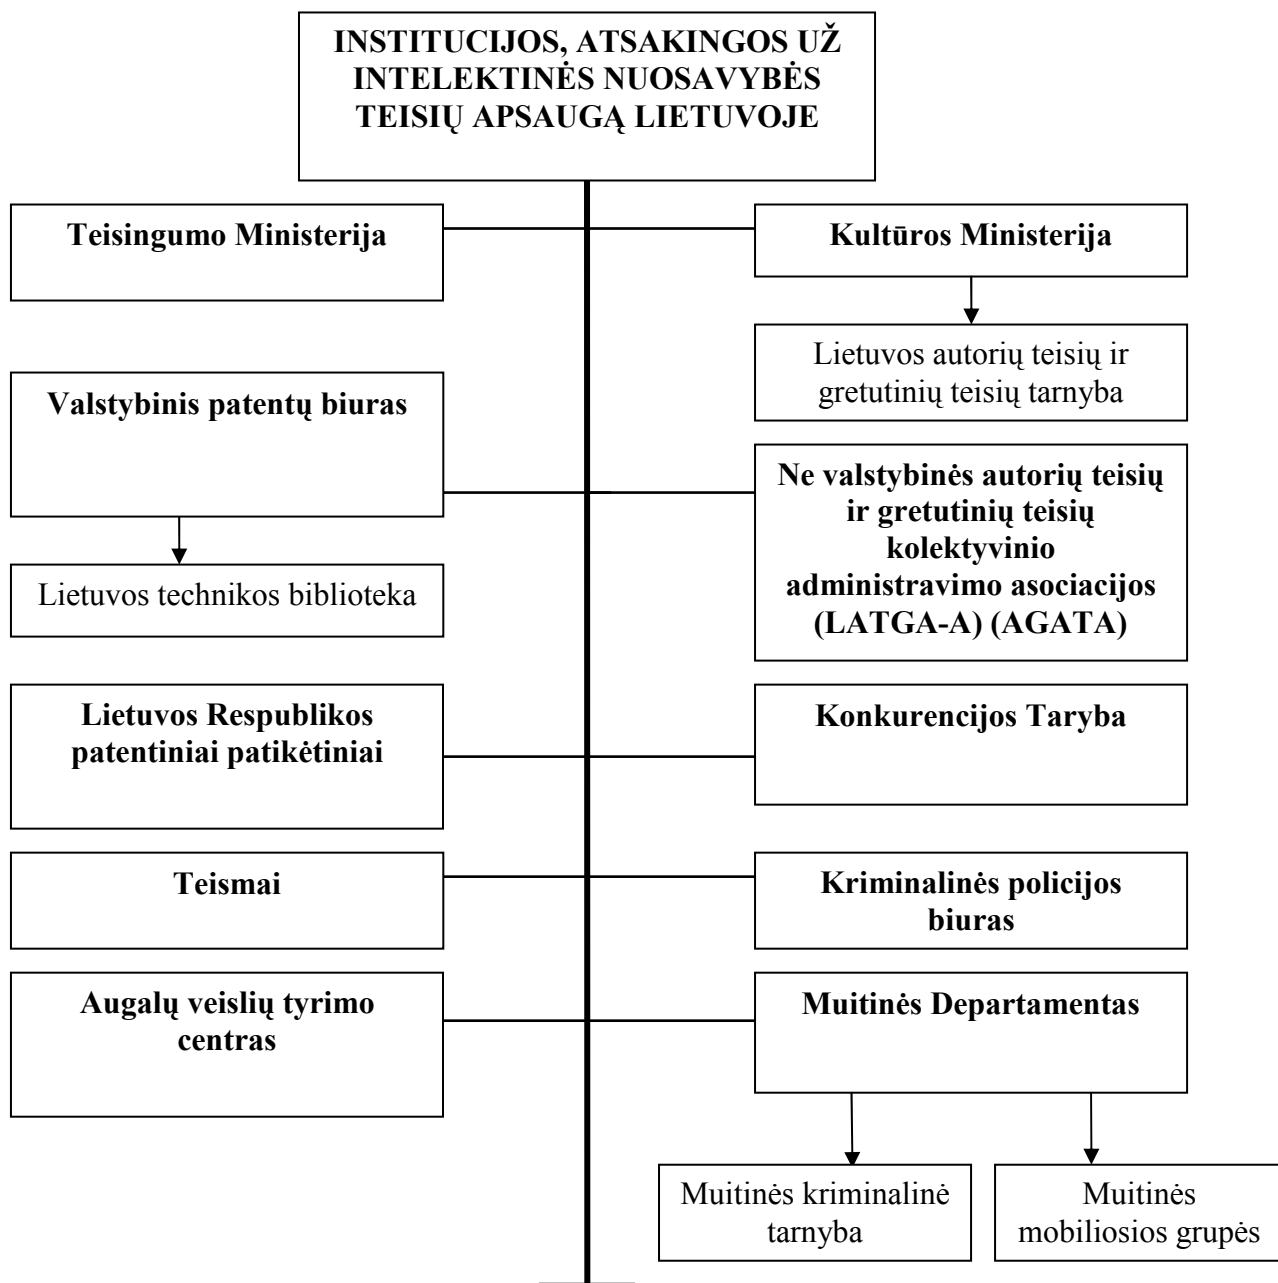 INSTITUCIJOS, ATSAKINGOS UŽ
INTELEKTINĖS NUOSAVYBĖS
TEISIŲ APSAUGĄ LIETUVOJE
Teisingumo Ministerija
Kultūros Ministerija
Lietuvos autorių teisių ir
gretutinių teisių tarnyba
Valstybinis patentų biuras
Ne valstybinės autorių teisių
ir gretutinių teisių
kolektyvinio
administravimo asociacijos
(LATGA-A) (AGATA)
Lietuvos technikos biblioteka
Lietuvos Respublikos
patentiniai patikėtiniai
Konkurencijos Taryba
Teismai
Kriminalinės policijos
biuras
Augalų veislių tyrimo
centras
Muitinės Departamentas
Muitinės kriminalinė
tarnyba
Muitinės
mobiliosios grupės